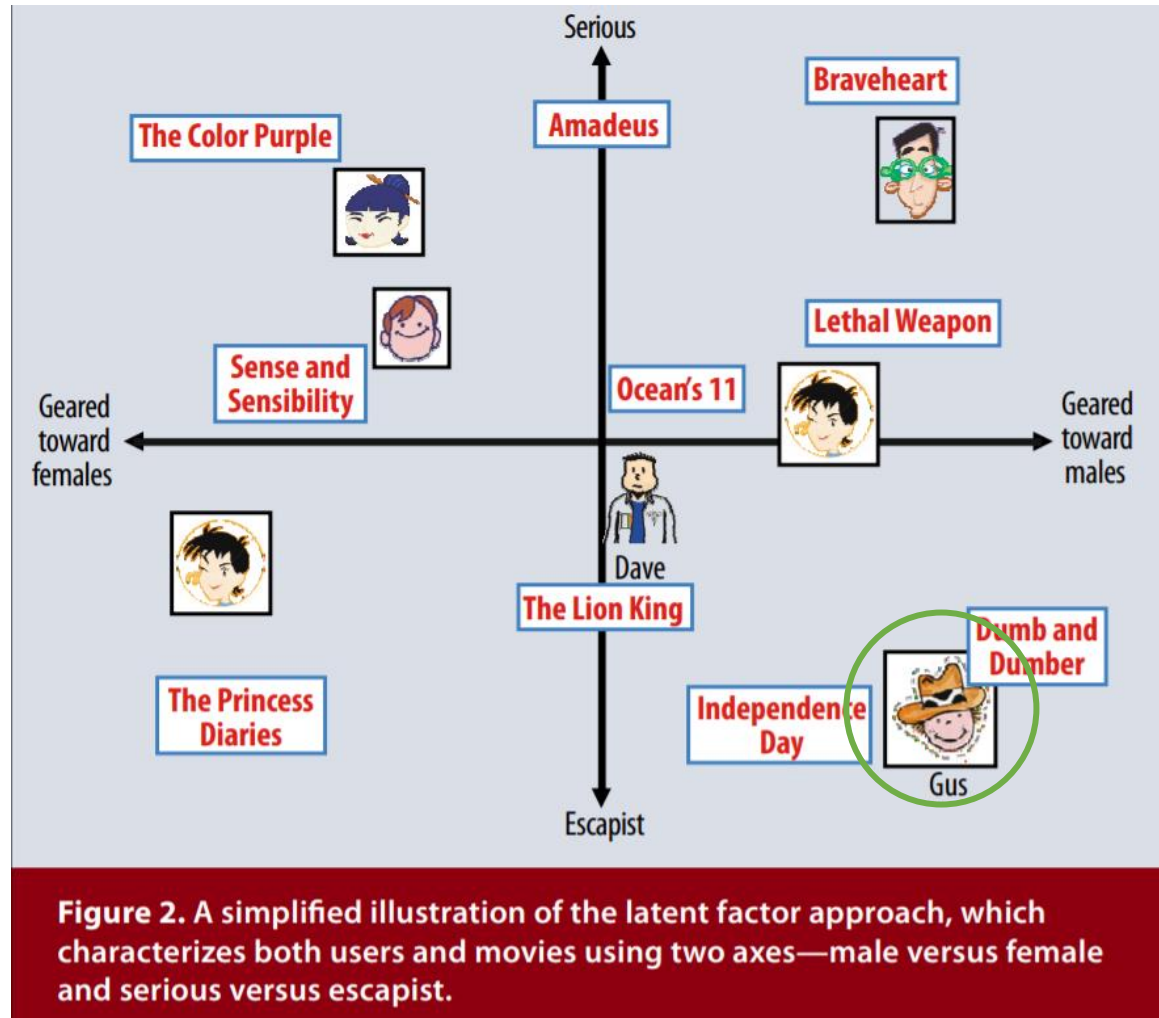 Serious
Braveheart
The Color Purple
Amadeus
Lethal Weapon
Sense and
Sensibility
Ocean's 11
Geared
toward
females
Geared
toward
males
Dave
The Lion King
Dumb and
Dumber
The Princess
Diaries
Independence
Day
Gus
Escapist
Figure 2. A simplified illustration of the latent factor approach, which
characterizes both users and movies using two axes—male versus female
and serious versus escapist.